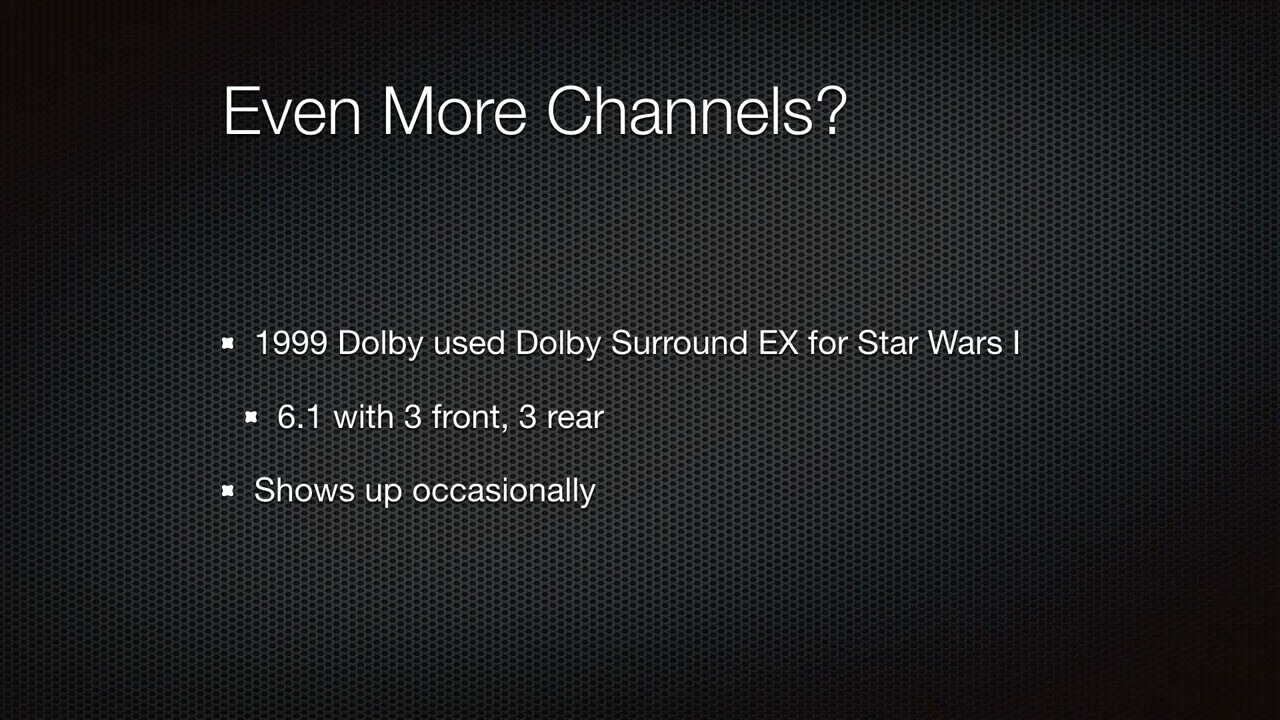 Even More Channels?
1999 Dolby used Dolby Surround EX for Star Wars I
6.1 with 3 front, 3 rear
Shows up occasionally